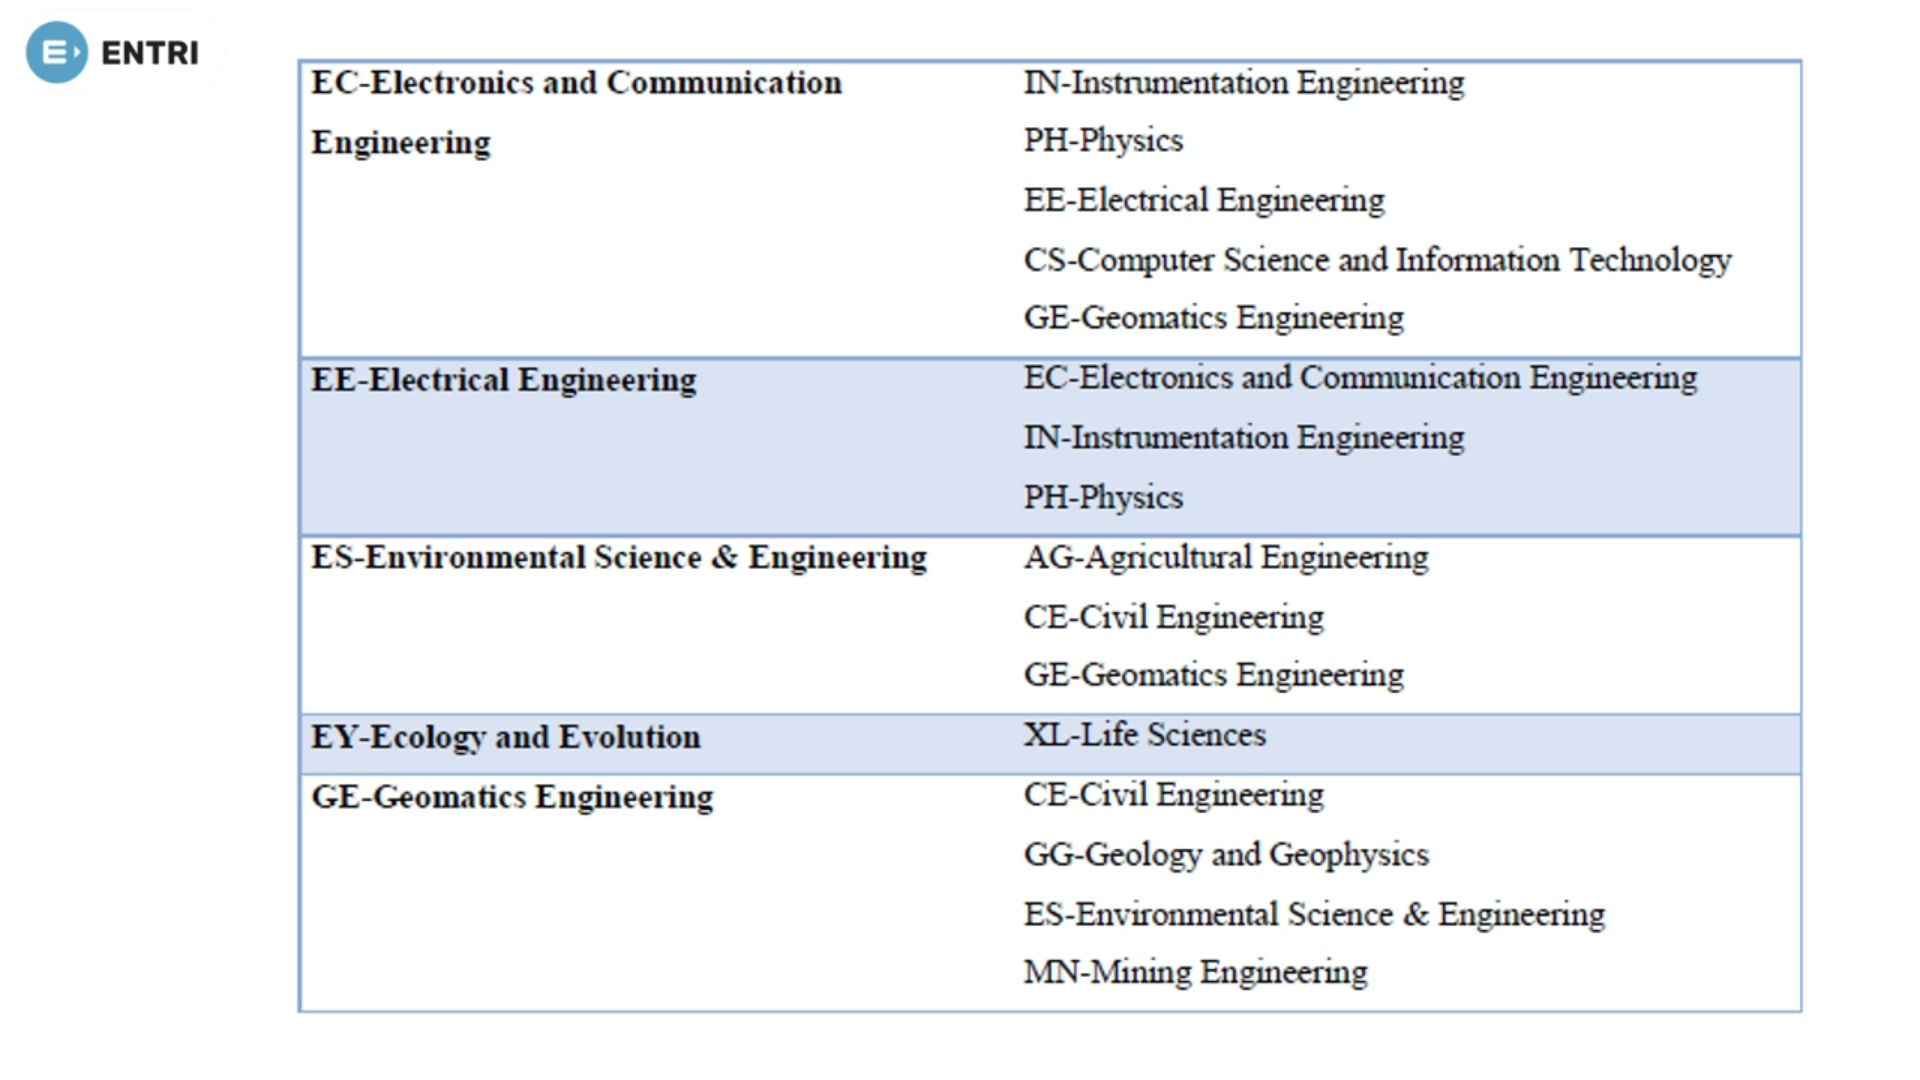 ENTRI
EC-Electronics and Communication
Engineering
IN-Instrumentation Engineering
PH-Physics
EE-Electrical Engineering
CS-Computer Science and Information Technology
GE-Geomatics Engineering
EE-Electrical Engineering
EC-Electronics and Communication Engineering
IN-Instrumentation Engineering
PH-Physics
ES-Environmental Science & Engineering
AG-Agricultural Engineering
CE-Civil Engineering
GE-Geomatics Engineering
EY-Ecology and Evolution
XL-Life Sciences
GE-Geomatics Engineering
CE-Civil Engineering
GG-Geology and Geophysics
ES-Environmental Science & Engineering
MN-Mining Engineering